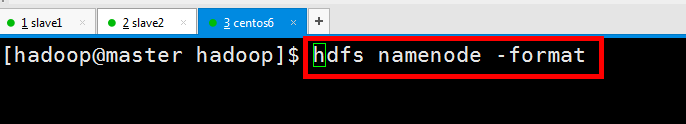 1 slave1 × 2 slave2 × 3 centos6 × +
[hadoop@master hadoop]$ hdfs namenode -format